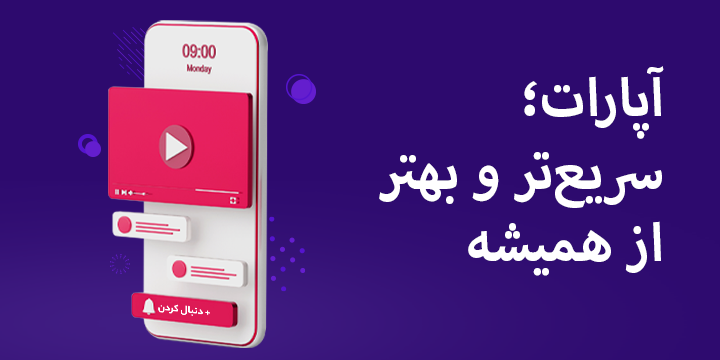 09:00
Monday
آپارات؛
سریع‌تر و بهتر
از همیشه
+ دنبال کردن